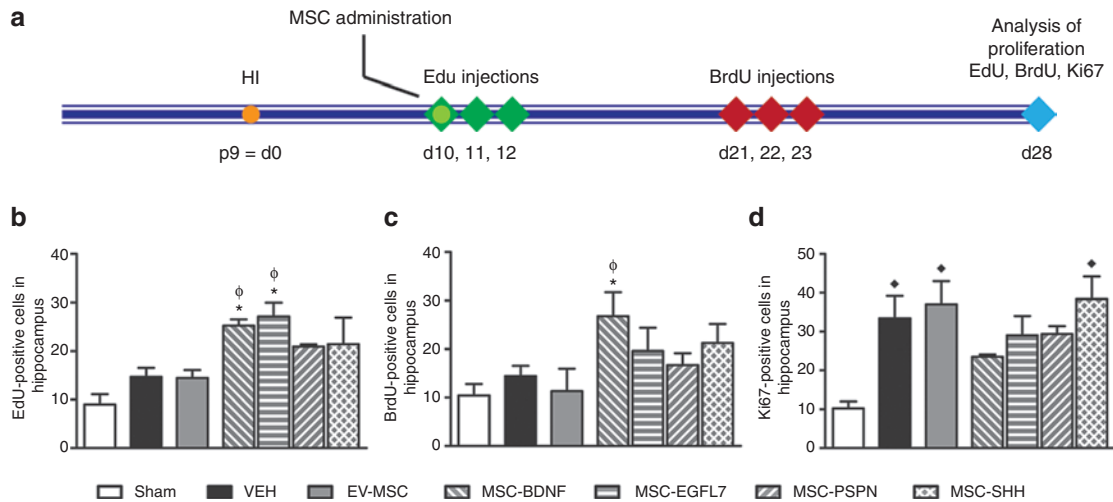 a
MSC administration
Analysis of
proliferation
EdU, BrdU, Ki67
HI
Edu injections
BrdU injections
p9 = d0
d10, 11, 12
d21, 22, 23
d28
b
EdU-positive cells in
hippocampus
40
30
20
10
0
ϕ
*
ϕ
*
c
BrdU-positive cells in
hippocampus
40
30
20
10
0
ϕ
*
d
Ki67-positive cells in
hippocampus
50
40
30
20
10
0
◆
◆
◆
Sham VEH EV-MSC MSC-BDNF MSC-EGFL7 MSC-PSPN MSC-SHH